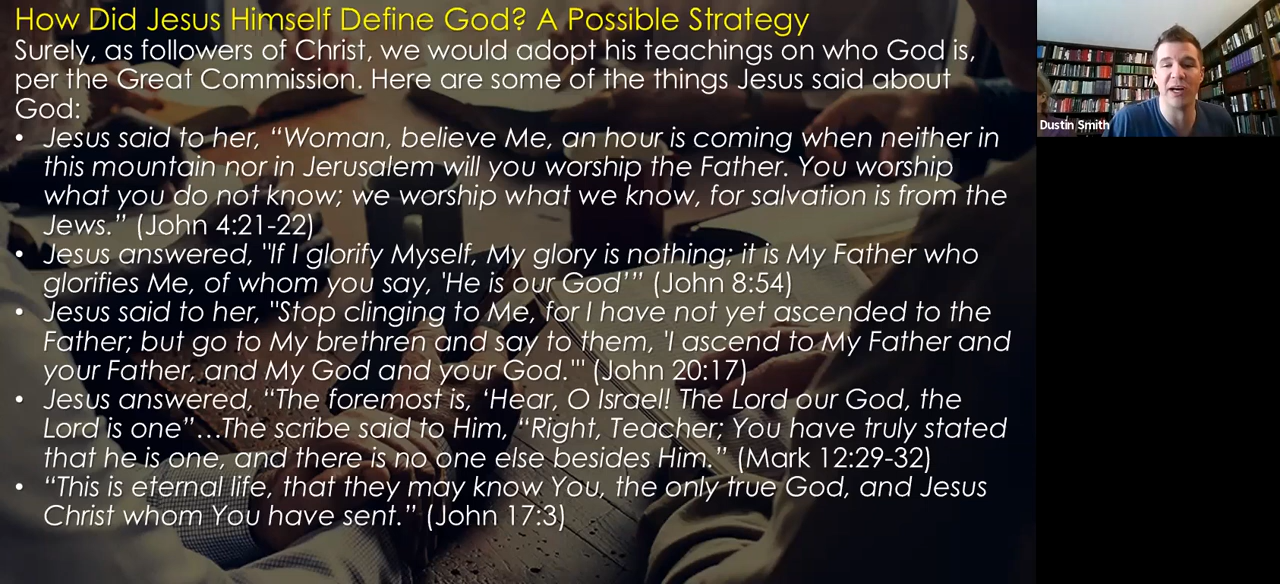 How Did Jesus Himself Define God? A Possible Strategy
Surely, as followers of Christ, we would adopt his teachings on who God is,
per the Great Commission. Here are some of the things Jesus said about
God:
• Jesus said to her, “Woman, believe Me, an hour is coming when neither in
this mountain nor in Jerusalem will you worship the Father. You worship
what you do not know; we worship what we know, for salvation is from the
Jews.” (John 4:21-22)
• Jesus answered, "If I glorify Myself, My glory is nothing; it is My Father who
glorifies Me, of whom you say, 'He is our God'” (John 8:54)
• Jesus said to her, "Stop clinging to Me, for I have not yet ascended to the
Father; but go to My brethren and say to them, 'I ascend to My Father and
your Father, and My God and your God.'" (John 20:17)
• Jesus answered, “The foremost is, ‘Hear, O Israel! The Lord our God, the
Lord is one”…The scribe said to Him, “Right, Teacher; You have truly stated
that he is one, and there is no one else besides Him.” (Mark 12:29-32)
• “This is eternal life, that they may know You, the only true God, and Jesus
Christ whom You have sent.” (John 17:3)
Dustin Smith